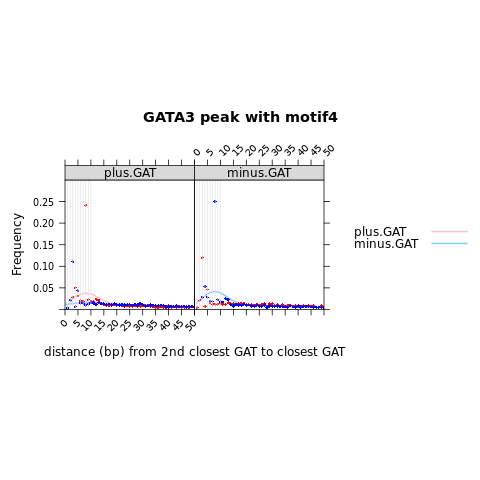 GATA3 peak with motif4
0 5 10 15 20 25 30 35 40 45 50
plus.GAT minus.GAT
0.25
0.20
0.15
0.10
0.05
Frequency
plus.GAT
minus.GAT
0 5 10 15 20 25 30 35 40 45 50
distance (bp) from 2nd closest GAT to closest GAT